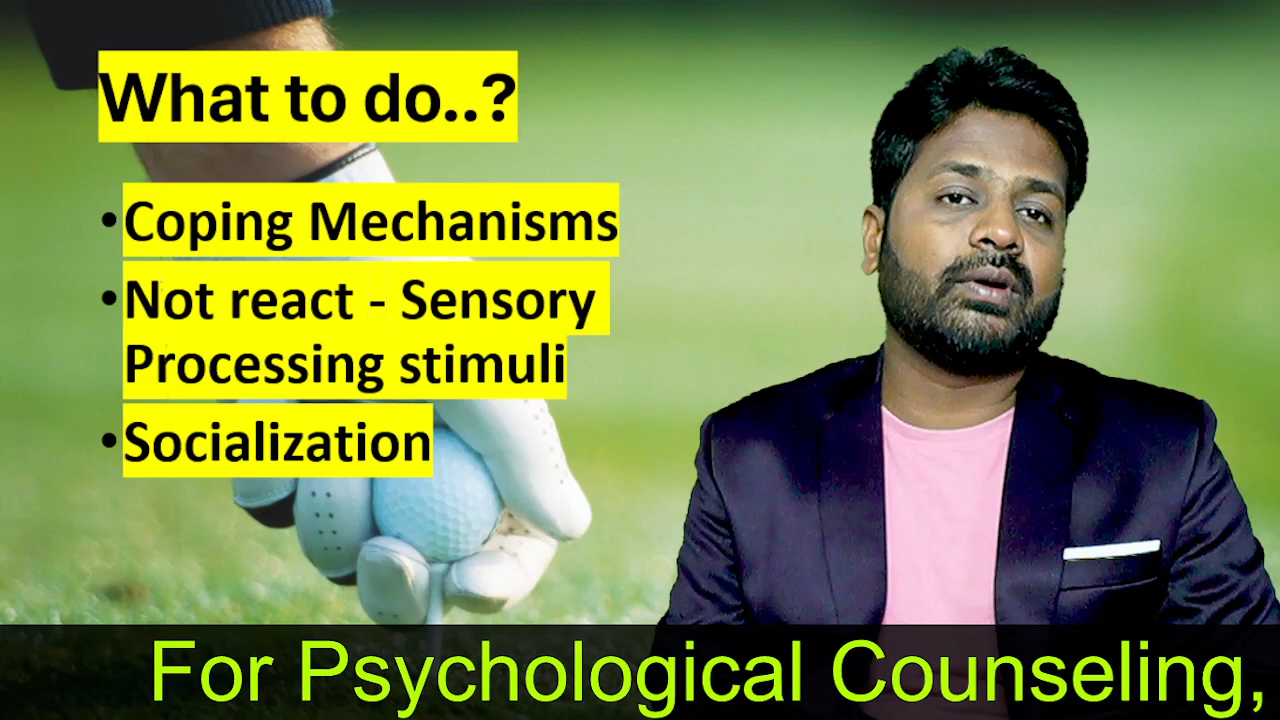 What to do..?
•Coping Mechanisms
•Not react - Sensory
Processing stimuli
•Socialization
For Psychological Counseling,